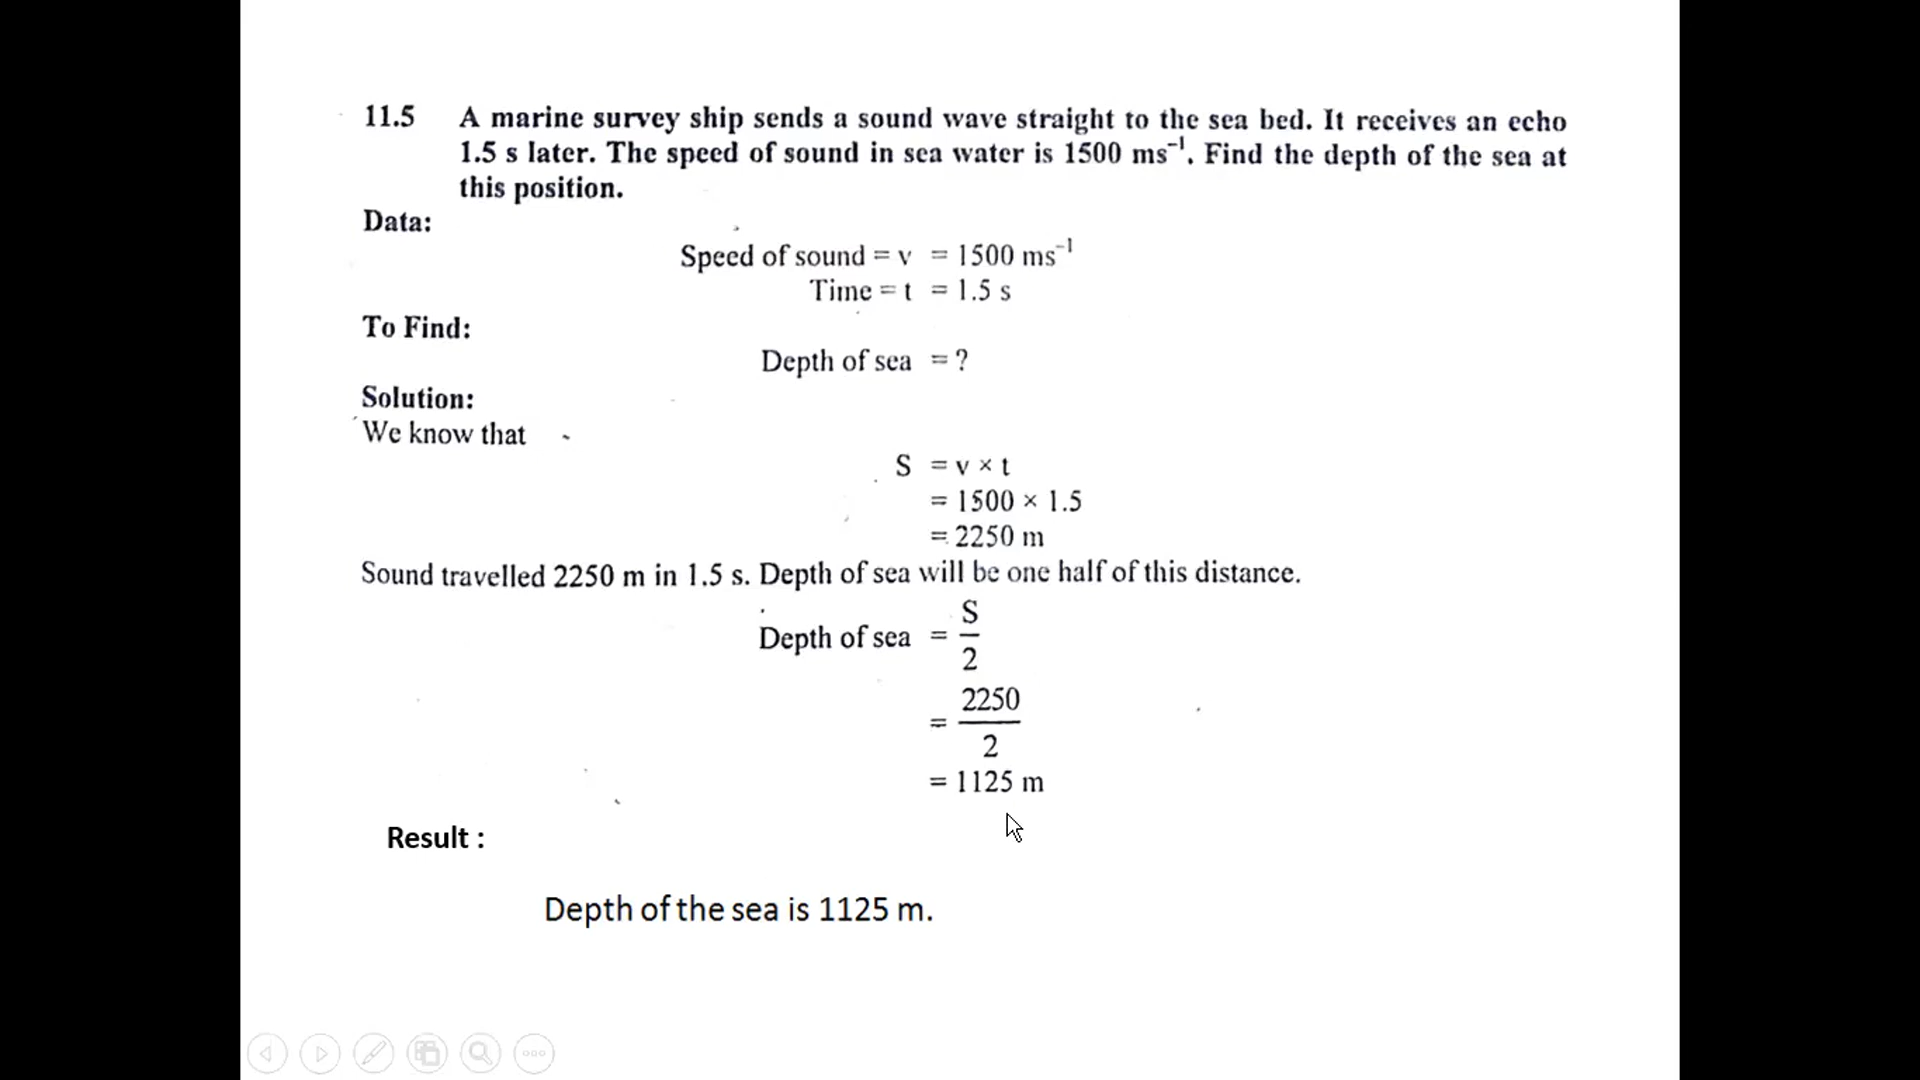 11.5 A marine survey ship sends a sound wave straight to the sea bed. It receives an echo
1.5 s later. The speed of sound in sea water is 1500 ms⁻¹. Find the depth of the sea at
this position.
Data:
Speed of sound = v = 1500 ms⁻¹
Time = t = 1.5 s
To Find:
Depth of sea = ?
Solution:
We know that
S = v × t
= 1500 × 1.5
= 2250 m
Sound travelled 2250 m in 1.5 s. Depth of sea will be one half of this distance.
Depth of sea = S/2
= 2250/2
= 1125 m
Result :
Depth of the sea is 1125 m.